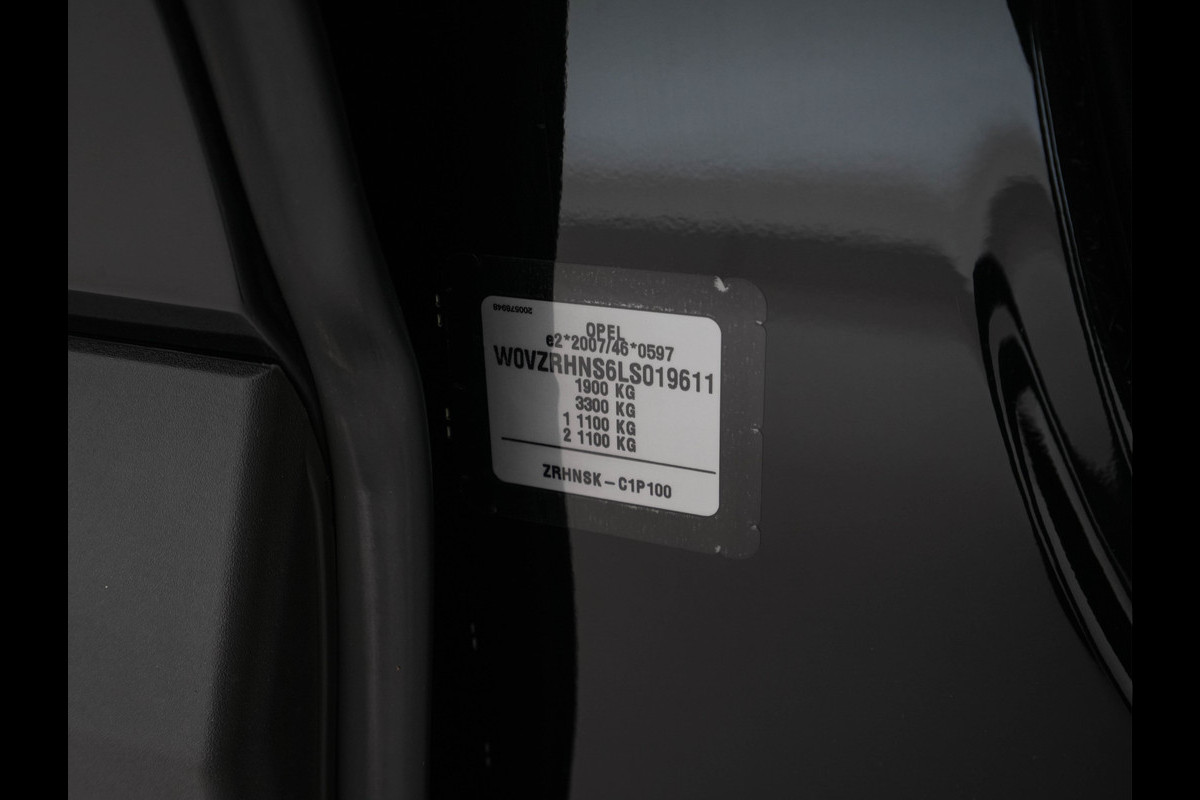 OPEL
e2*2007/46*0597
W0VZRHNS6LS019611
1900 KG
3300 KG
1 1100 KG
2 1100 KG
ZRHNSK-C1P100